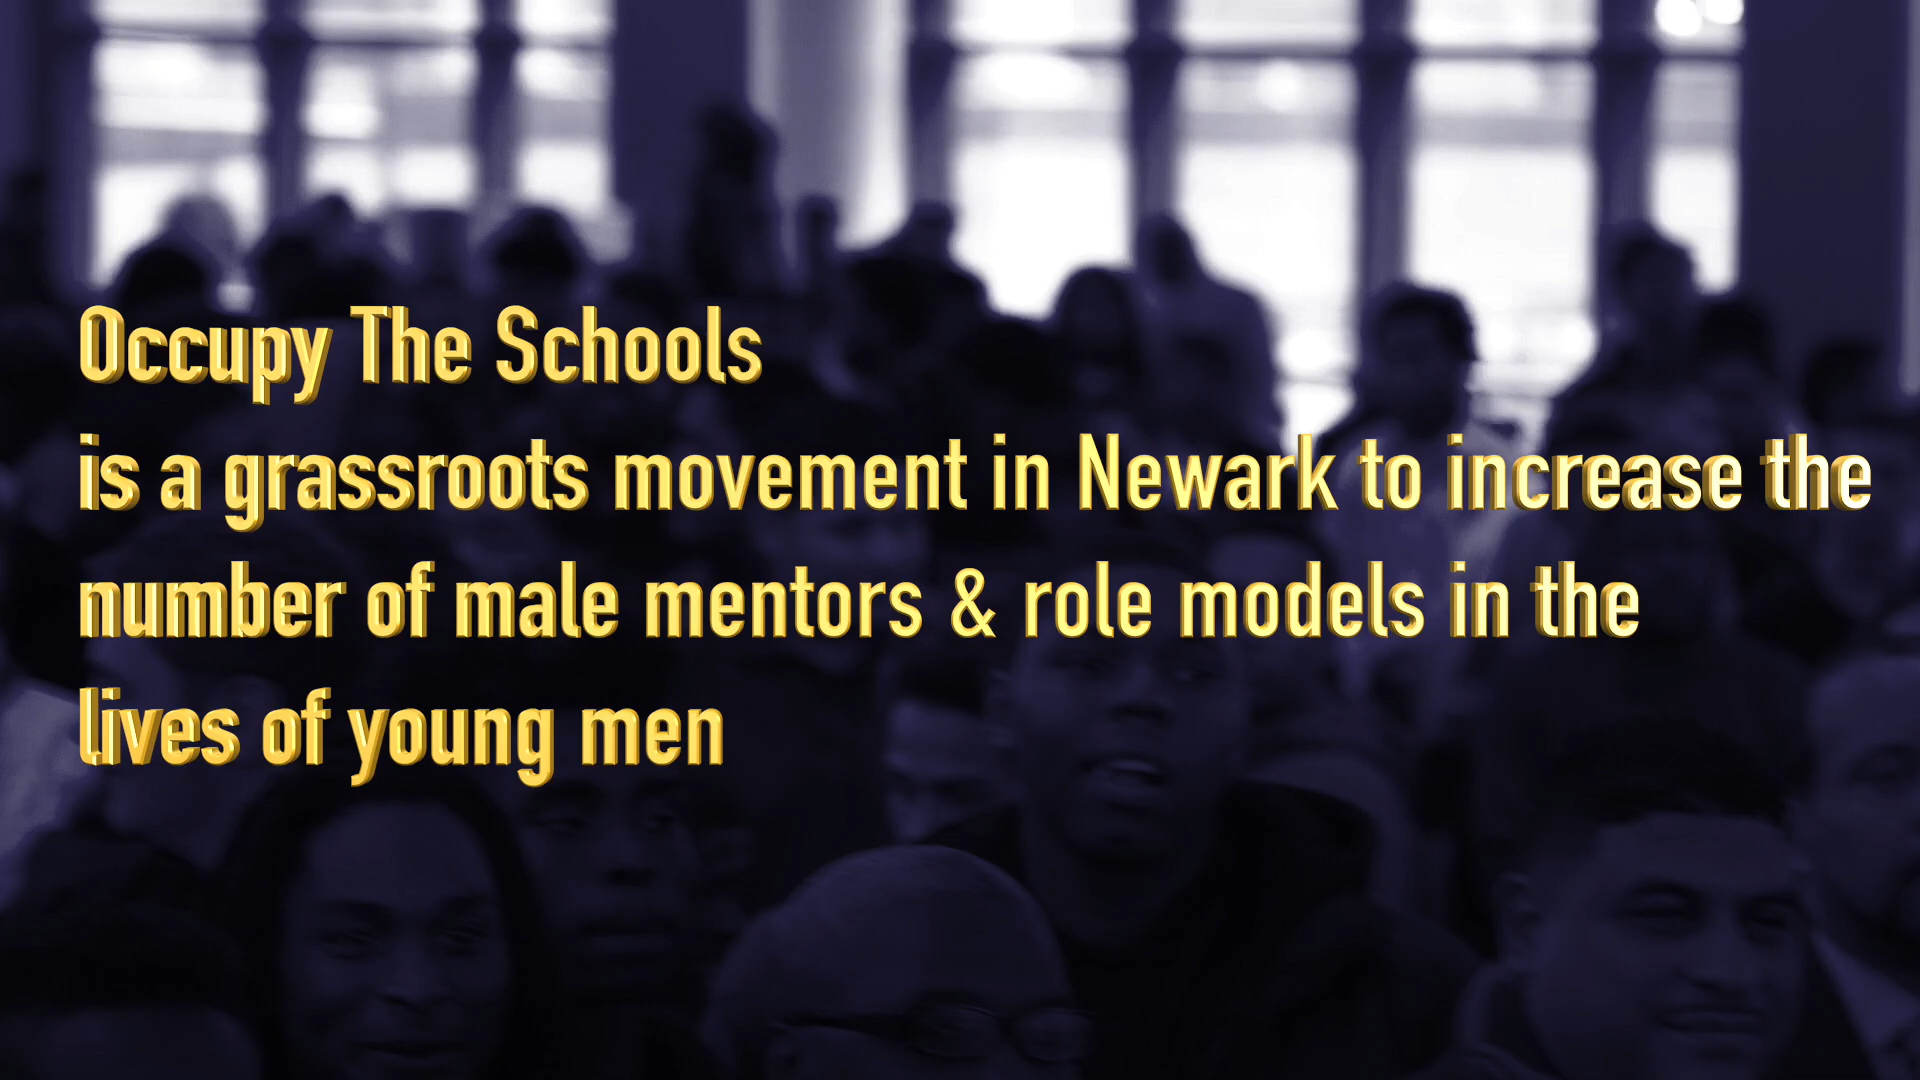 Occupy The Schools
is a grassroots movement in Newark to increase the
number of male mentors & role models in the
lives of young men